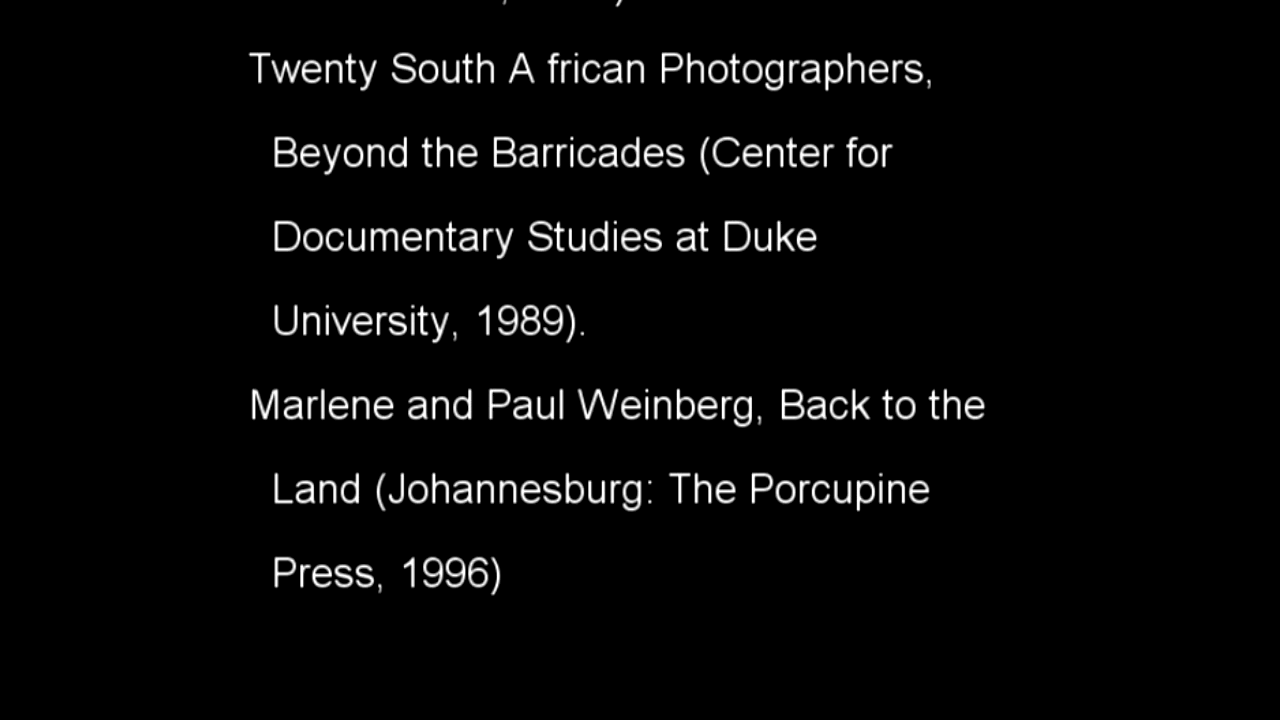 Twenty South A frican Photographers,
Beyond the Barricades (Center for
Documentary Studies at Duke
University, 1989).
Marlene and Paul Weinberg, Back to the
Land (Johannesburg: The Porcupine
Press, 1996)